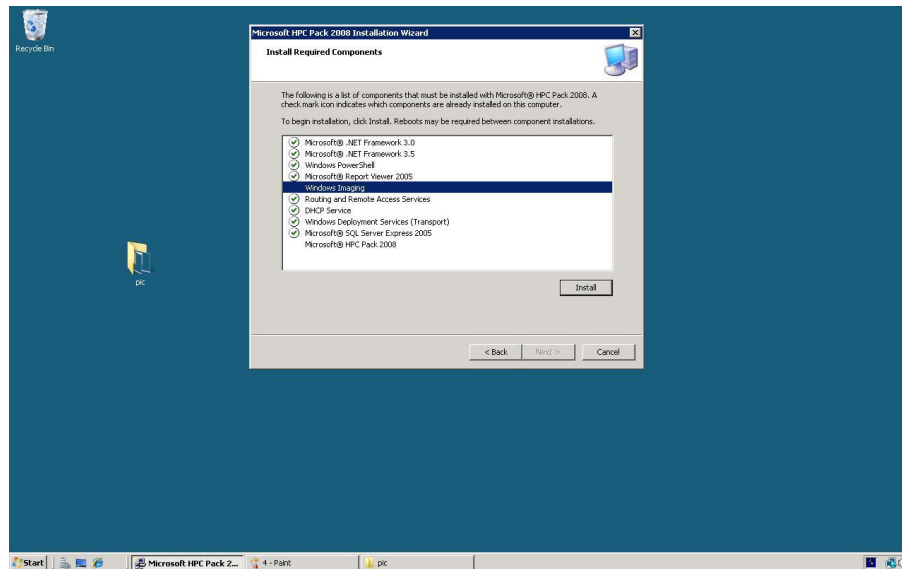 Recycle Bin
Microsoft HPC Pack 2008 Installation Wizard
Install Required Components
The following is a list of components that must be installed with Microsoft® HPC Pack 2008. A
check mark icon indicates which components are already installed on this computer.
To begin installation, click Install. Reboots may be required between component installations.
Microsoft® .NET Framework 3.0
Microsoft® .NET Framework 3.5
Windows PowerShell
Microsoft® Report Viewer 2005
Windows Imaging
Routing and Remote Access Services
DHCP Service
Windows Deployment Services (Transport)
Microsoft® SQL Server Express 2005
Microsoft® HPC Pack 2008
pic
Install
< Back
Next >
Cancel
Start
Microsoft HPC Pack 2...
4 - Paint
pic